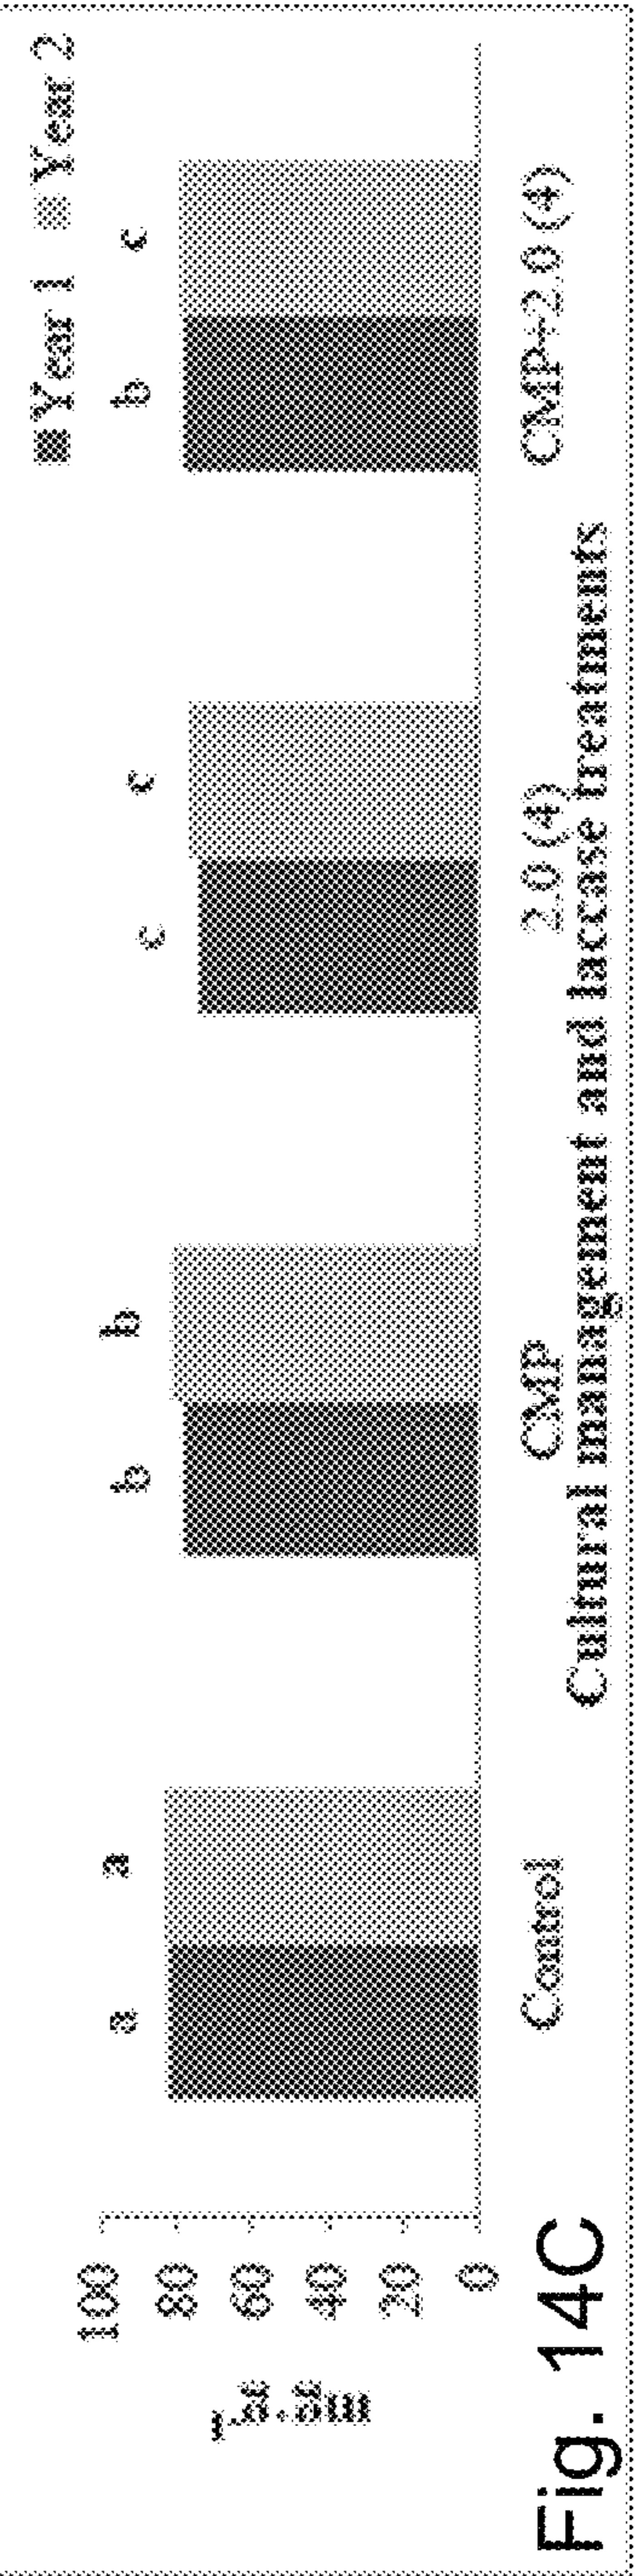 Year 1 Year 2
a a b b c c b c
100
80
60
40
20
0
mg.g-1
Control CMP 2.0 (4) CMP+2.0 (4)
Cultural management and laccase treatments
Fig. 14C